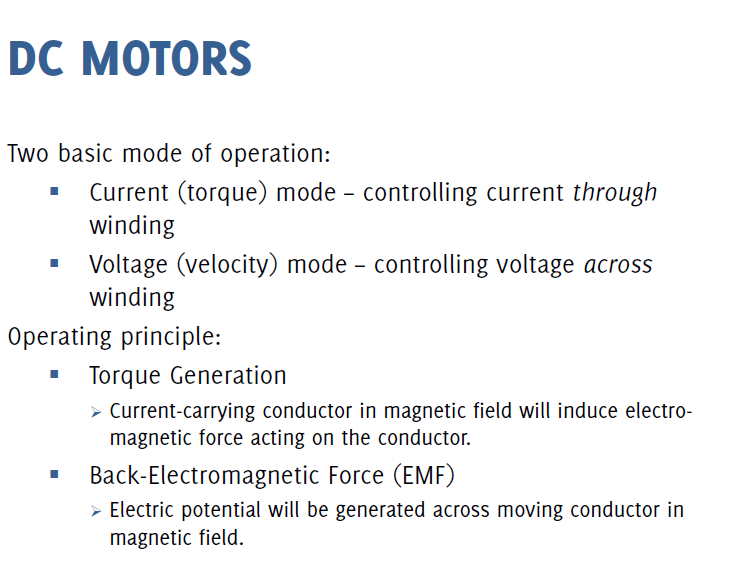 DC MOTORS
Two basic mode of operation:
▪ Current (torque) mode – controlling current through
winding
▪ Voltage (velocity) mode – controlling voltage across
winding
Operating principle:
▪ Torque Generation
➢ Current-carrying conductor in magnetic field will induce electro-
magnetic force acting on the conductor.
▪ Back-Electromagnetic Force (EMF)
➢ Electric potential will be generated across moving conductor in
magnetic field.